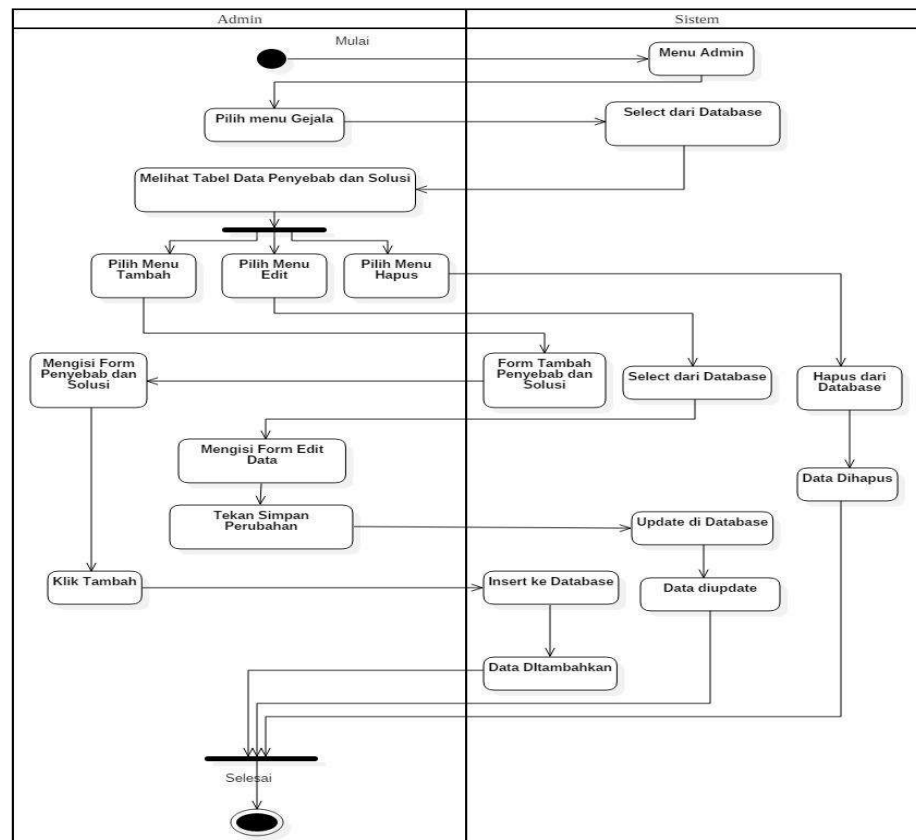 Admin
Sistem
Mulai
Menu Admin
Pilih menu Gejala
Select dari Database
Melihat Tabel Data Penyebab dan Solusi
Pilih Menu
Tambah
Pilih Menu
Edit
Pilih Menu
Hapus
Mengisi Form
Penyebab dan
Solusi
Form Tambah
Penyebab dan
Solusi
Select dari Database
Hapus dari
Database
Mengisi Form Edit
Data
Data Dihapus
Tekan Simpan
Perubahan
Update di Database
Klik Tambah
Insert ke Database
Data diupdate
Data DItambahkan
Selesai